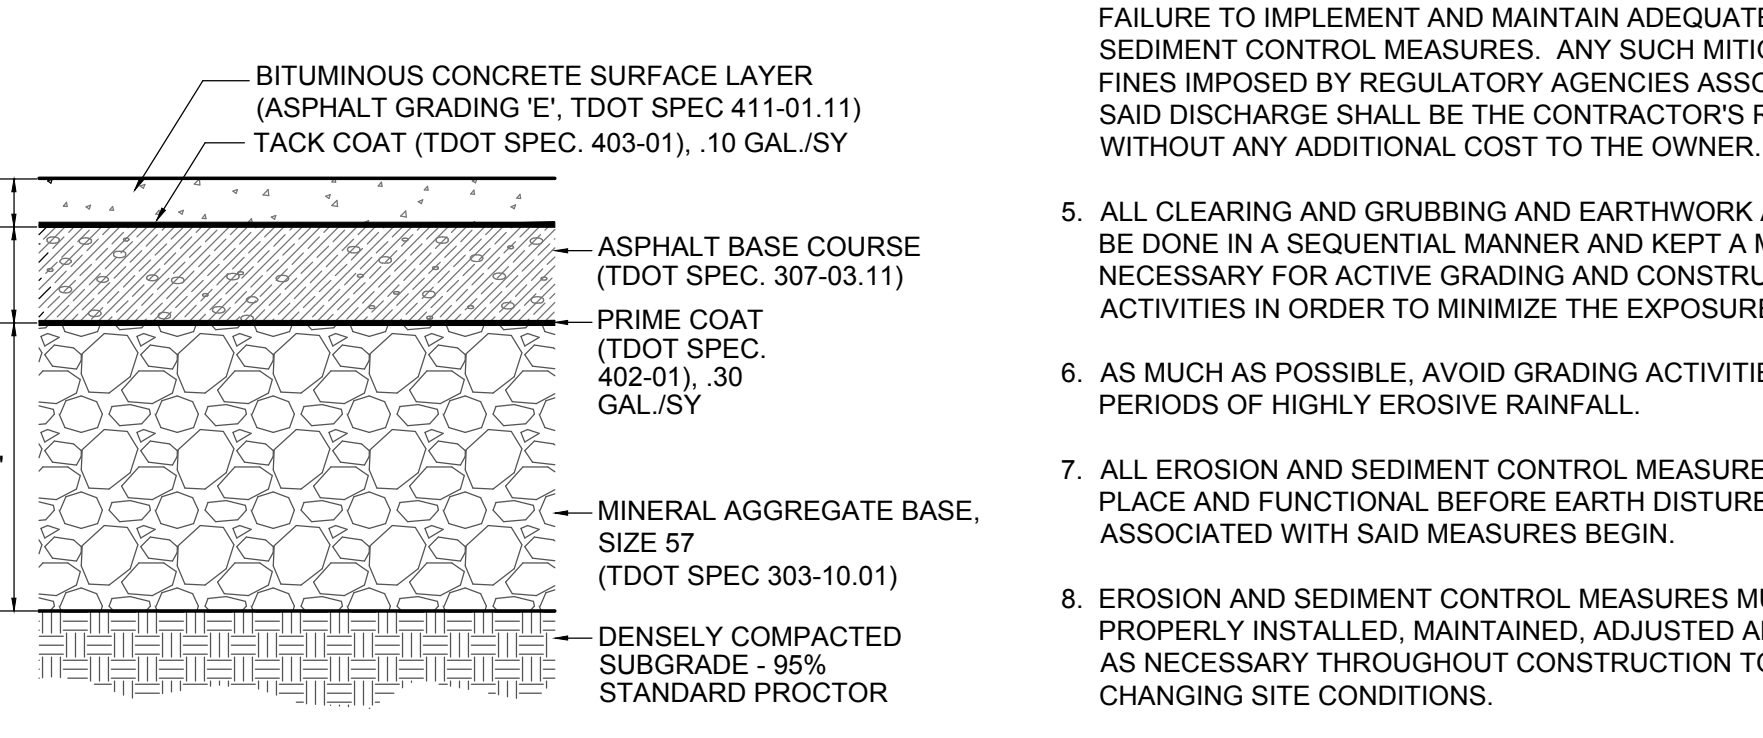 BITUMINOUS CONCRETE SURFACE LAYER
(ASPHALT GRADING 'E', TDOT SPEC 411-01.11)
TACK COAT (TDOT SPEC. 403-01), .10 GAL./SY
ASPHALT BASE COURSE
(TDOT SPEC. 307-03.11)
PRIME COAT
(TDOT SPEC.
402-01), .30
GAL./SY
MINERAL AGGREGATE BASE,
SIZE 57
(TDOT SPEC 303-10.01)
DENSELY COMPACTED
SUBGRADE - 95%
STANDARD PROCTOR
FAILURE TO IMPLEMENT AND MAINTAIN ADEQUATE
SEDIMENT CONTROL MEASURES. ANY SUCH
FINES IMPOSED BY REGULATORY AGENCIES
SAID DISCHARGE SHALL BE THE CONTRACTOR'S
WITHOUT ANY ADDITIONAL COST TO THE OWNER.
5. ALL CLEARING AND GRUBBING AND EARTHWORK
BE DONE IN A SEQUENTIAL MANNER AND KEPT A
NECESSARY FOR ACTIVE GRADING AND
ACTIVITIES IN ORDER TO MINIMIZE THE EXPOSURE
6. AS MUCH AS POSSIBLE, AVOID GRADING
PERIODS OF HIGHLY EROSIVE RAINFALL.
7. ALL EROSION AND SEDIMENT CONTROL
PLACE AND FUNCTIONAL BEFORE EARTH
ASSOCIATED WITH SAID MEASURES BEGIN.
8. EROSION AND SEDIMENT CONTROL MEASURES
PROPERLY INSTALLED, MAINTAINED, ADJUSTED
AS NECESSARY THROUGHOUT CONSTRUCTION TO
CHANGING SITE CONDITIONS.